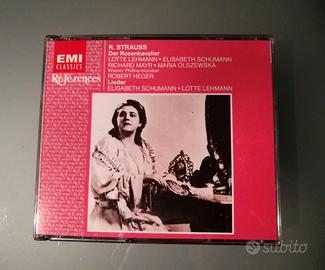 EMI
CLASSICS
Références
R. STRAUSS
Der Rosenkavalier
LOTTE LEHMANN • ELISABETH SCHUMANN
RICHARD MAYR • MARIA OLSZEWSKA
Wiener Philharmoniker
ROBERT HEGER
Lieder
ELISABETH SCHUMANN • LOTTE LEHMANN
subito